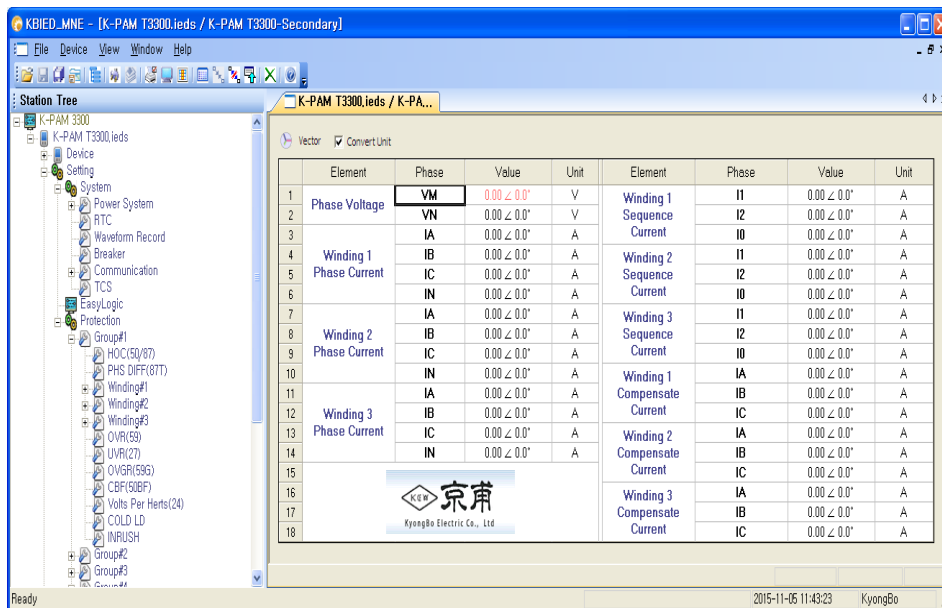 KBIED_MNE - [K-PAM T3300.ieds / K-PAM T3300-Secondary]
File Device View Window Help
Station Tree
K-PAM T3300,ieds / K-PA...
K-PAM 3300
K-PAM T3300,ieds
Device
Setting
System
Power System
RTC
Waveform Record
Breaker
Communication
TCS
EasyLogic
Protection
Group#1
HOC(50/87)
PHS DIFF(87T)
Winding#1
Winding#2
Winding#3
OVR(59)
UVR(27)
OVGR(59G)
CBF(50BF)
Volts Per Herts(24)
COLD LD
INRUSH
Group#2
Group#3
Group#4
Vector Convert Unit
Element Phase Value Unit Element Phase Value Unit
1 Phase Voltage VM 0.00 ∠ 0.0° V Winding 1 Sequence Current I1 0.00 ∠ 0.0° A
2 VN 0.00 ∠ 0.0° V I2 0.00 ∠ 0.0° A
3 Winding 1 Phase Current IA 0.00 ∠ 0.0° A I0 0.00 ∠ 0.0° A
4 IB 0.00 ∠ 0.0° A Winding 2 Sequence Current I1 0.00 ∠ 0.0° A
5 IC 0.00 ∠ 0.0° A I2 0.00 ∠ 0.0° A
6 IN 0.00 ∠ 0.0° A I0 0.00 ∠ 0.0° A
7 Winding 2 Phase Current IA 0.00 ∠ 0.0° A Winding 3 Sequence Current I1 0.00 ∠ 0.0° A
8 IB 0.00 ∠ 0.0° A I2 0.00 ∠ 0.0° A
9 IC 0.00 ∠ 0.0° A I0 0.00 ∠ 0.0° A
10 IN 0.00 ∠ 0.0° A Winding 1 Compensate Current IA 0.00 ∠ 0.0° A
11 Winding 3 Phase Current IA 0.00 ∠ 0.0° A IB 0.00 ∠ 0.0° A
12 IB 0.00 ∠ 0.0° A IC 0.00 ∠ 0.0° A
13 IC 0.00 ∠ 0.0° A Winding 2 Compensate Current IA 0.00 ∠ 0.0° A
14 IN 0.00 ∠ 0.0° A IB 0.00 ∠ 0.0° A
15 IC 0.00 ∠ 0.0° A
16 Winding 3 Compensate Current IA 0.00 ∠ 0.0° A
17 IB 0.00 ∠ 0.0° A
18 IC 0.00 ∠ 0.0° A
KBW 京甫
KyongBo Electric Co., Ltd
Ready 2015-11-05 11:43:23 KyongBo